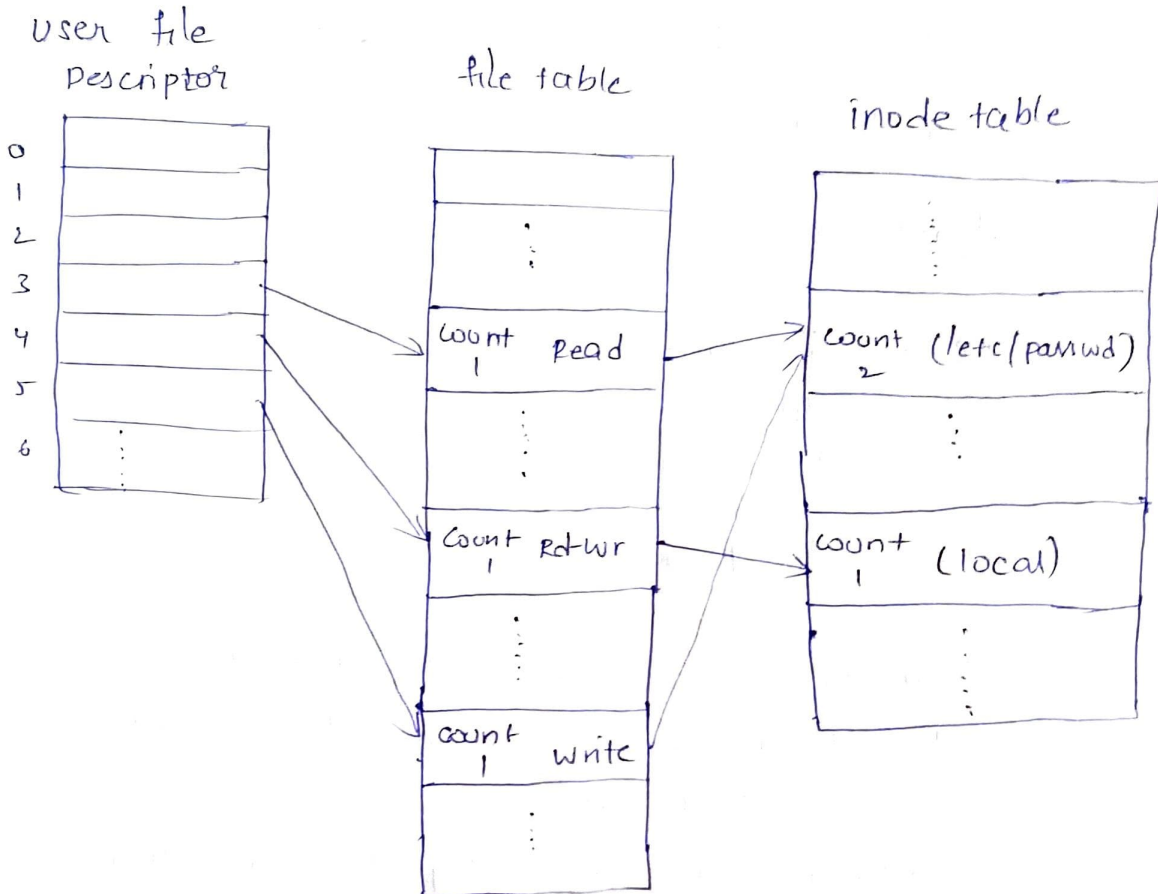 User file
Descriptor
file table
inode table
0
1
2
3
4
5
6
count Read
1
count Rd-Wr
1
count Write
1
count (/etc/passwd)
2
count (local)
1